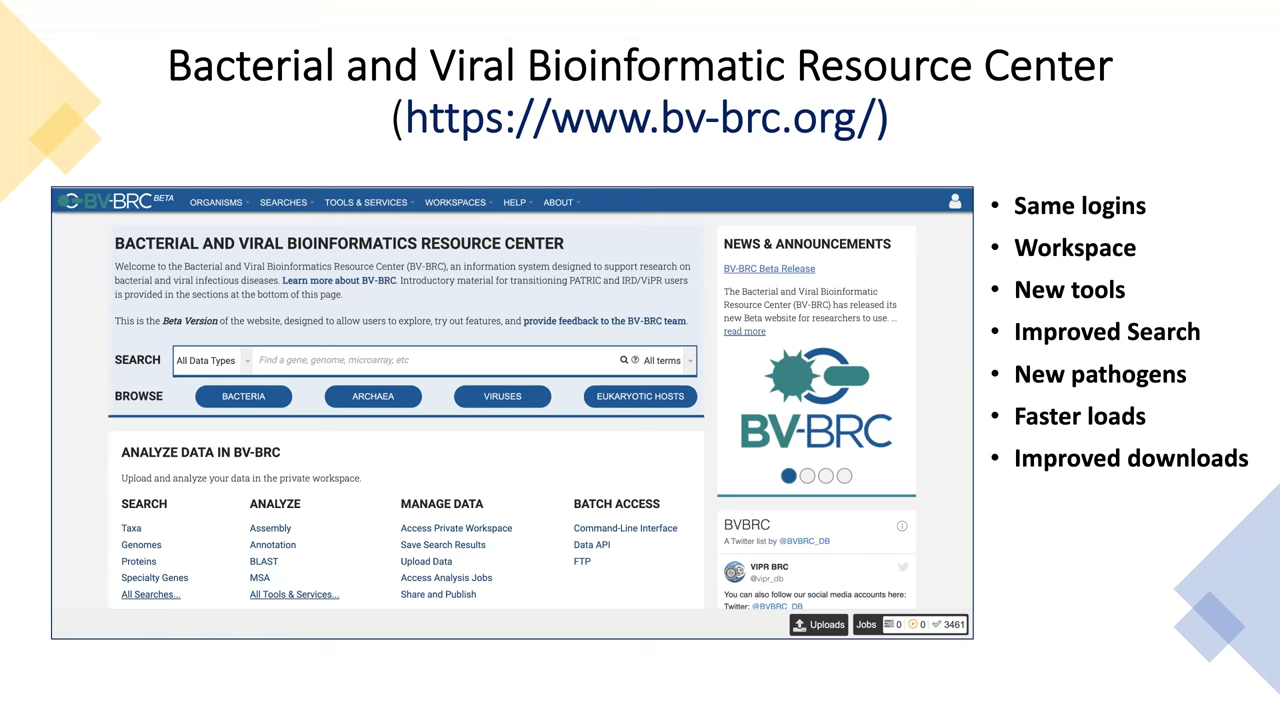 Bacterial and Viral Bioinformatic Resource Center
(https://www.bv-brc.org/)
BV-BRC BETA
ORGANISMS SEARCHES TOOLS & SERVICES WORKSPACES HELP ABOUT
BACTERIAL AND VIRAL BIOINFORMATICS RESOURCE CENTER
Welcome to the Bacterial and Viral Bioinformatics Resource Center (BV-BRC), an information system designed to support research on
bacterial and viral infectious diseases. Learn more about BV-BRC. Introductory material for transitioning PATRIC and IRD/ViPR users
is provided in the sections at the bottom of this page.
This is the Beta Version of the website, designed to allow users to explore, try out features, and provide feedback to the BV-BRC team.
SEARCH All Data Types Find a gene, genome, microarray, etc All terms
BROWSE BACTERIA ARCHAEA VIRUSES EUKARYOTIC HOSTS
ANALYZE DATA IN BV-BRC
Upload and analyze your data in the private workspace.
SEARCH
Taxa
Genomes
Proteins
Specialty Genes
All Searches...
ANALYZE
Assembly
Annotation
BLAST
MSA
All Tools & Services...
MANAGE DATA
Access Private Workspace
Save Search Results
Upload Data
Access Analysis Jobs
Share and Publish
BATCH ACCESS
Command-Line Interface
Data API
FTP
NEWS & ANNOUNCEMENTS
BV-BRC Beta Release
The Bacterial and Viral Bioinformatics
Resource Center (BV-BRC) has released its
new Beta website for researchers to use. ...
read more
BV-BRC
BVBRC
A Twitter list by @BVBRC_DB
VIPR BRC
@vipr_db
You can also follow our social media accounts here:
Twitter: @BVBRC_DB
Uploads Jobs 0 0 3461
• Same logins
• Workspace
• New tools
• Improved Search
• New pathogens
• Faster loads
• Improved downloads